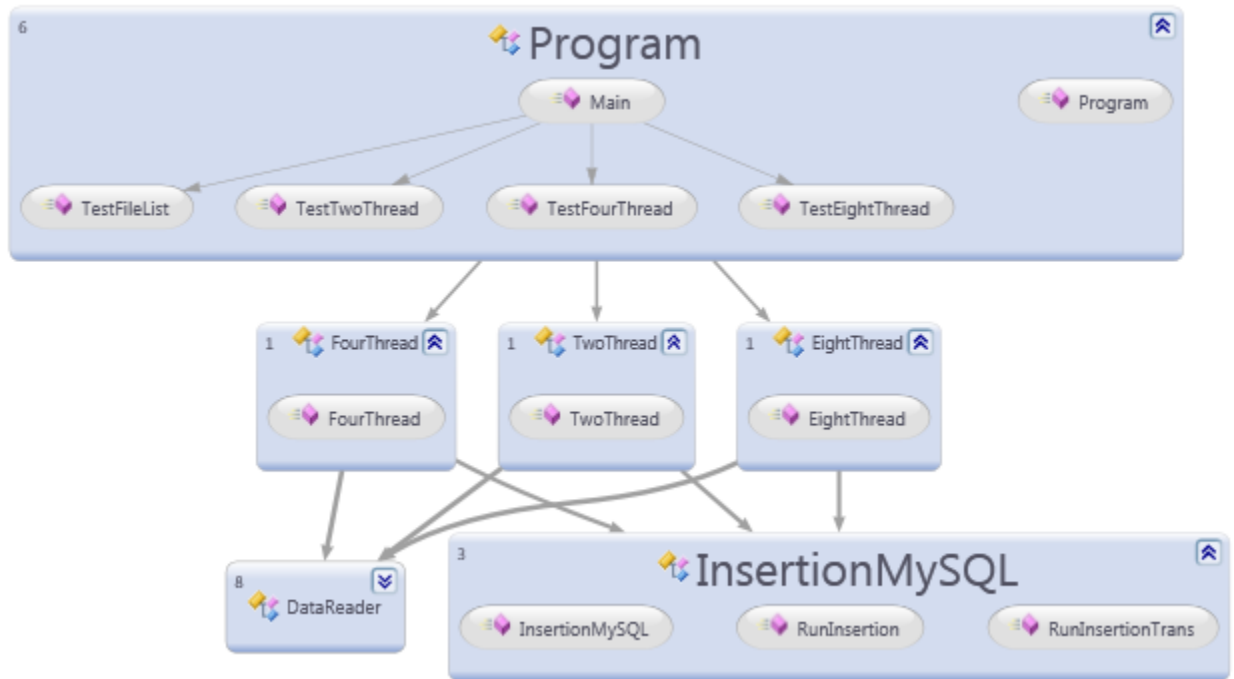 6
Program
Main
Program
TestFileList
TestTwoThread
TestFourThread
TestEightThread
1 FourThread
1 TwoThread
1 EightThread
FourThread
TwoThread
EightThread
8
DataReader
3
InsertionMySQL
InsertionMySQL
RunInsertion
RunInsertionTrans